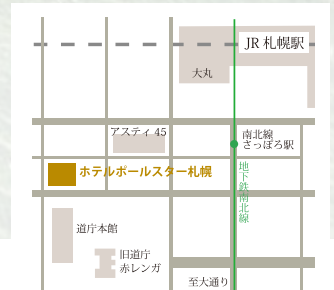 JR 札幌駅
大丸
アスティ 45
南北線
さっぽろ駅
ホテルポールスター札幌
地下鉄南北線
道庁本館
旧道庁
赤レンガ
至大通り